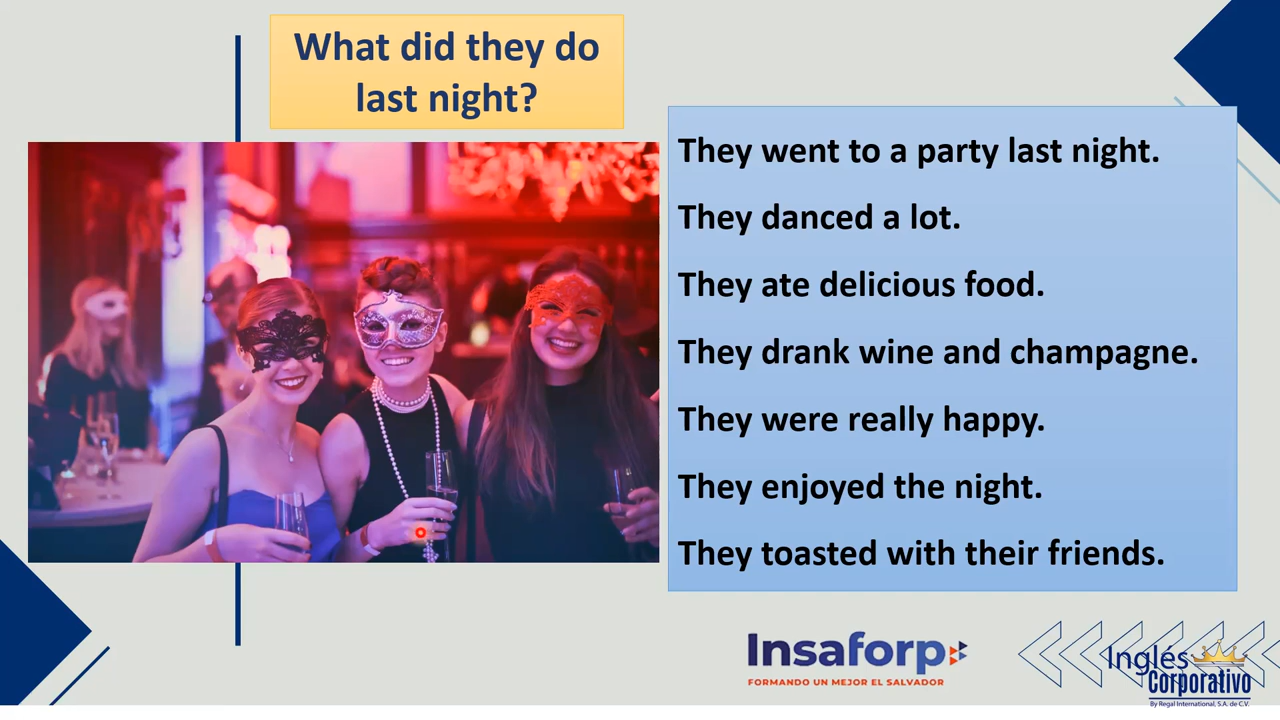 What did they do
last night?
They went to a party last night.
They danced a lot.
They ate delicious food.
They drank wine and champagne.
They were really happy.
They enjoyed the night.
They toasted with their friends.
Insaforp
FORMANDO UN MEJOR EL SALVADOR
Inglés
Corporativo
By Regal International, S.A. de C.V.